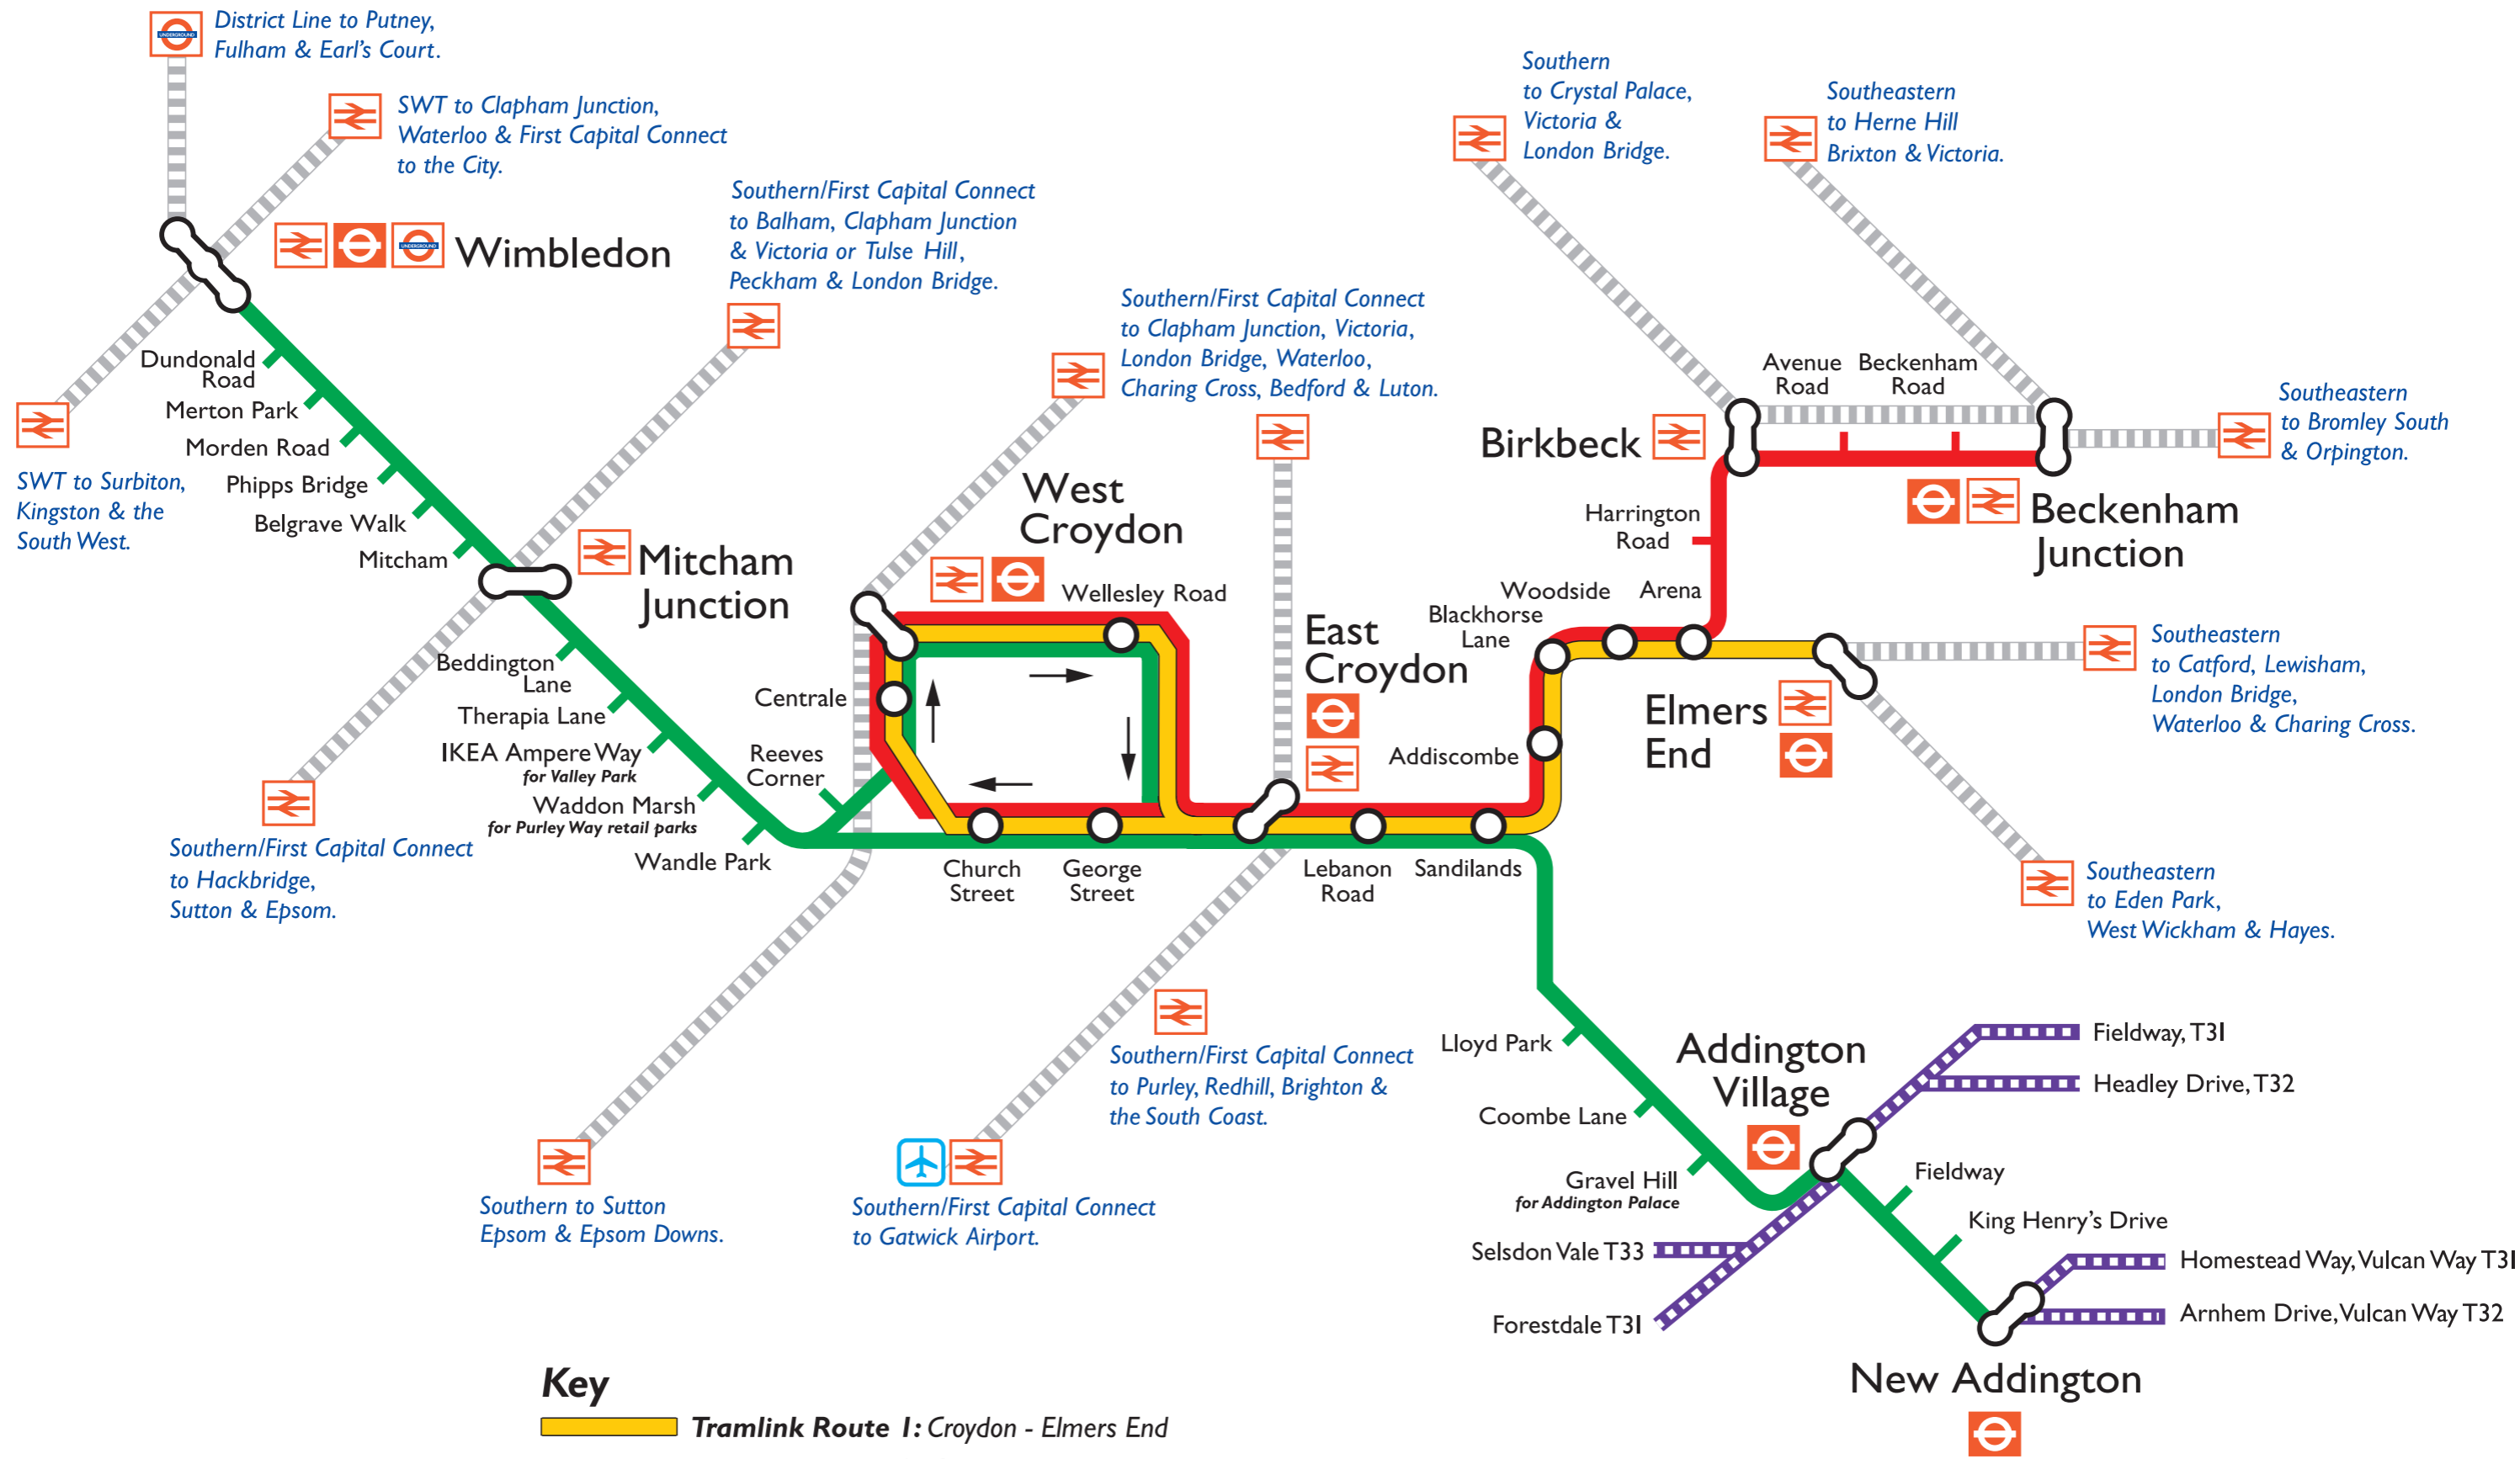 District Line to Putney,
Fulham & Earl's Court.
UNDERGROUND
SWT to Clapham Junction,
Waterloo & First Capital Connect
to the City.
Southern/First Capital Connect
to Balham, Clapham Junction
& Victoria or Tulse Hill,
Peckham & London Bridge.
UNDERGROUND
Wimbledon
Southern/First Capital Connect
to Clapham Junction, Victoria,
London Bridge, Waterloo,
Charing Cross, Bedford & Luton.
Southern
to Crystal Palace,
Victoria &
London Bridge.
Southeastern
to Herne Hill
Brixton & Victoria.
Dundonald
Road
Merton Park
Morden Road
Phipps Bridge
Belgrave Walk
Mitcham
SWT to Surbiton,
Kingston & the
South West.
Mitcham
Junction
West
Croydon
Wellesley Road
East
Croydon
Birkbeck
Avenue
Road
Beckenham
Road
Southeastern
to Bromley South
& Orpington.
Beckenham
Junction
Harrington
Road
Woodside
Arena
Blackhorse
Lane
Addiscombe
Elmers
End
Southeastern
to Catford, Lewisham,
London Bridge,
Waterloo & Charing Cross.
Beddington
Lane
Therapia Lane
IKEA Ampere Way
for Valley Park
Waddon Marsh
for Purley Way retail parks
Wandle Park
Centrale
Reeves
Corner
Church
Street
George
Street
Lebanon
Road
Sandilands
Southern/First Capital Connect
to Hackbridge,
Sutton & Epsom.
Southeastern
to Eden Park,
West Wickham & Hayes.
Southern/First Capital Connect
to Purley, Redhill, Brighton &
the South Coast.
Southern to Sutton
Epsom & Epsom Downs.
Southern/First Capital Connect
to Gatwick Airport.
Lloyd Park
Coombe Lane
Gravel Hill
for Addington Palace
Addington
Village
Fieldway, T31
Headley Drive, T32
Fieldway
King Henry's Drive
Selsdon Vale T33
Forestdale T31
Homestead Way, Vulcan Way T31
Arnhem Drive, Vulcan Way T32
New Addington
Key
Tramlink Route 1: Croydon - Elmers End